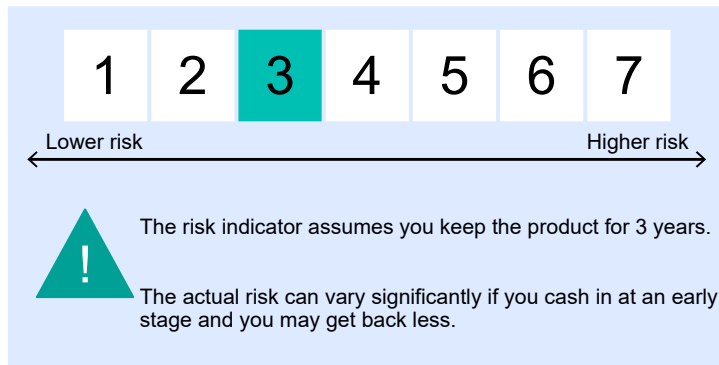 1 2 3 4 5 6 7
Lower risk Higher risk
!
The risk indicator assumes you keep the product for 3 years.
The actual risk can vary significantly if you cash in at an early
stage and you may get back less.